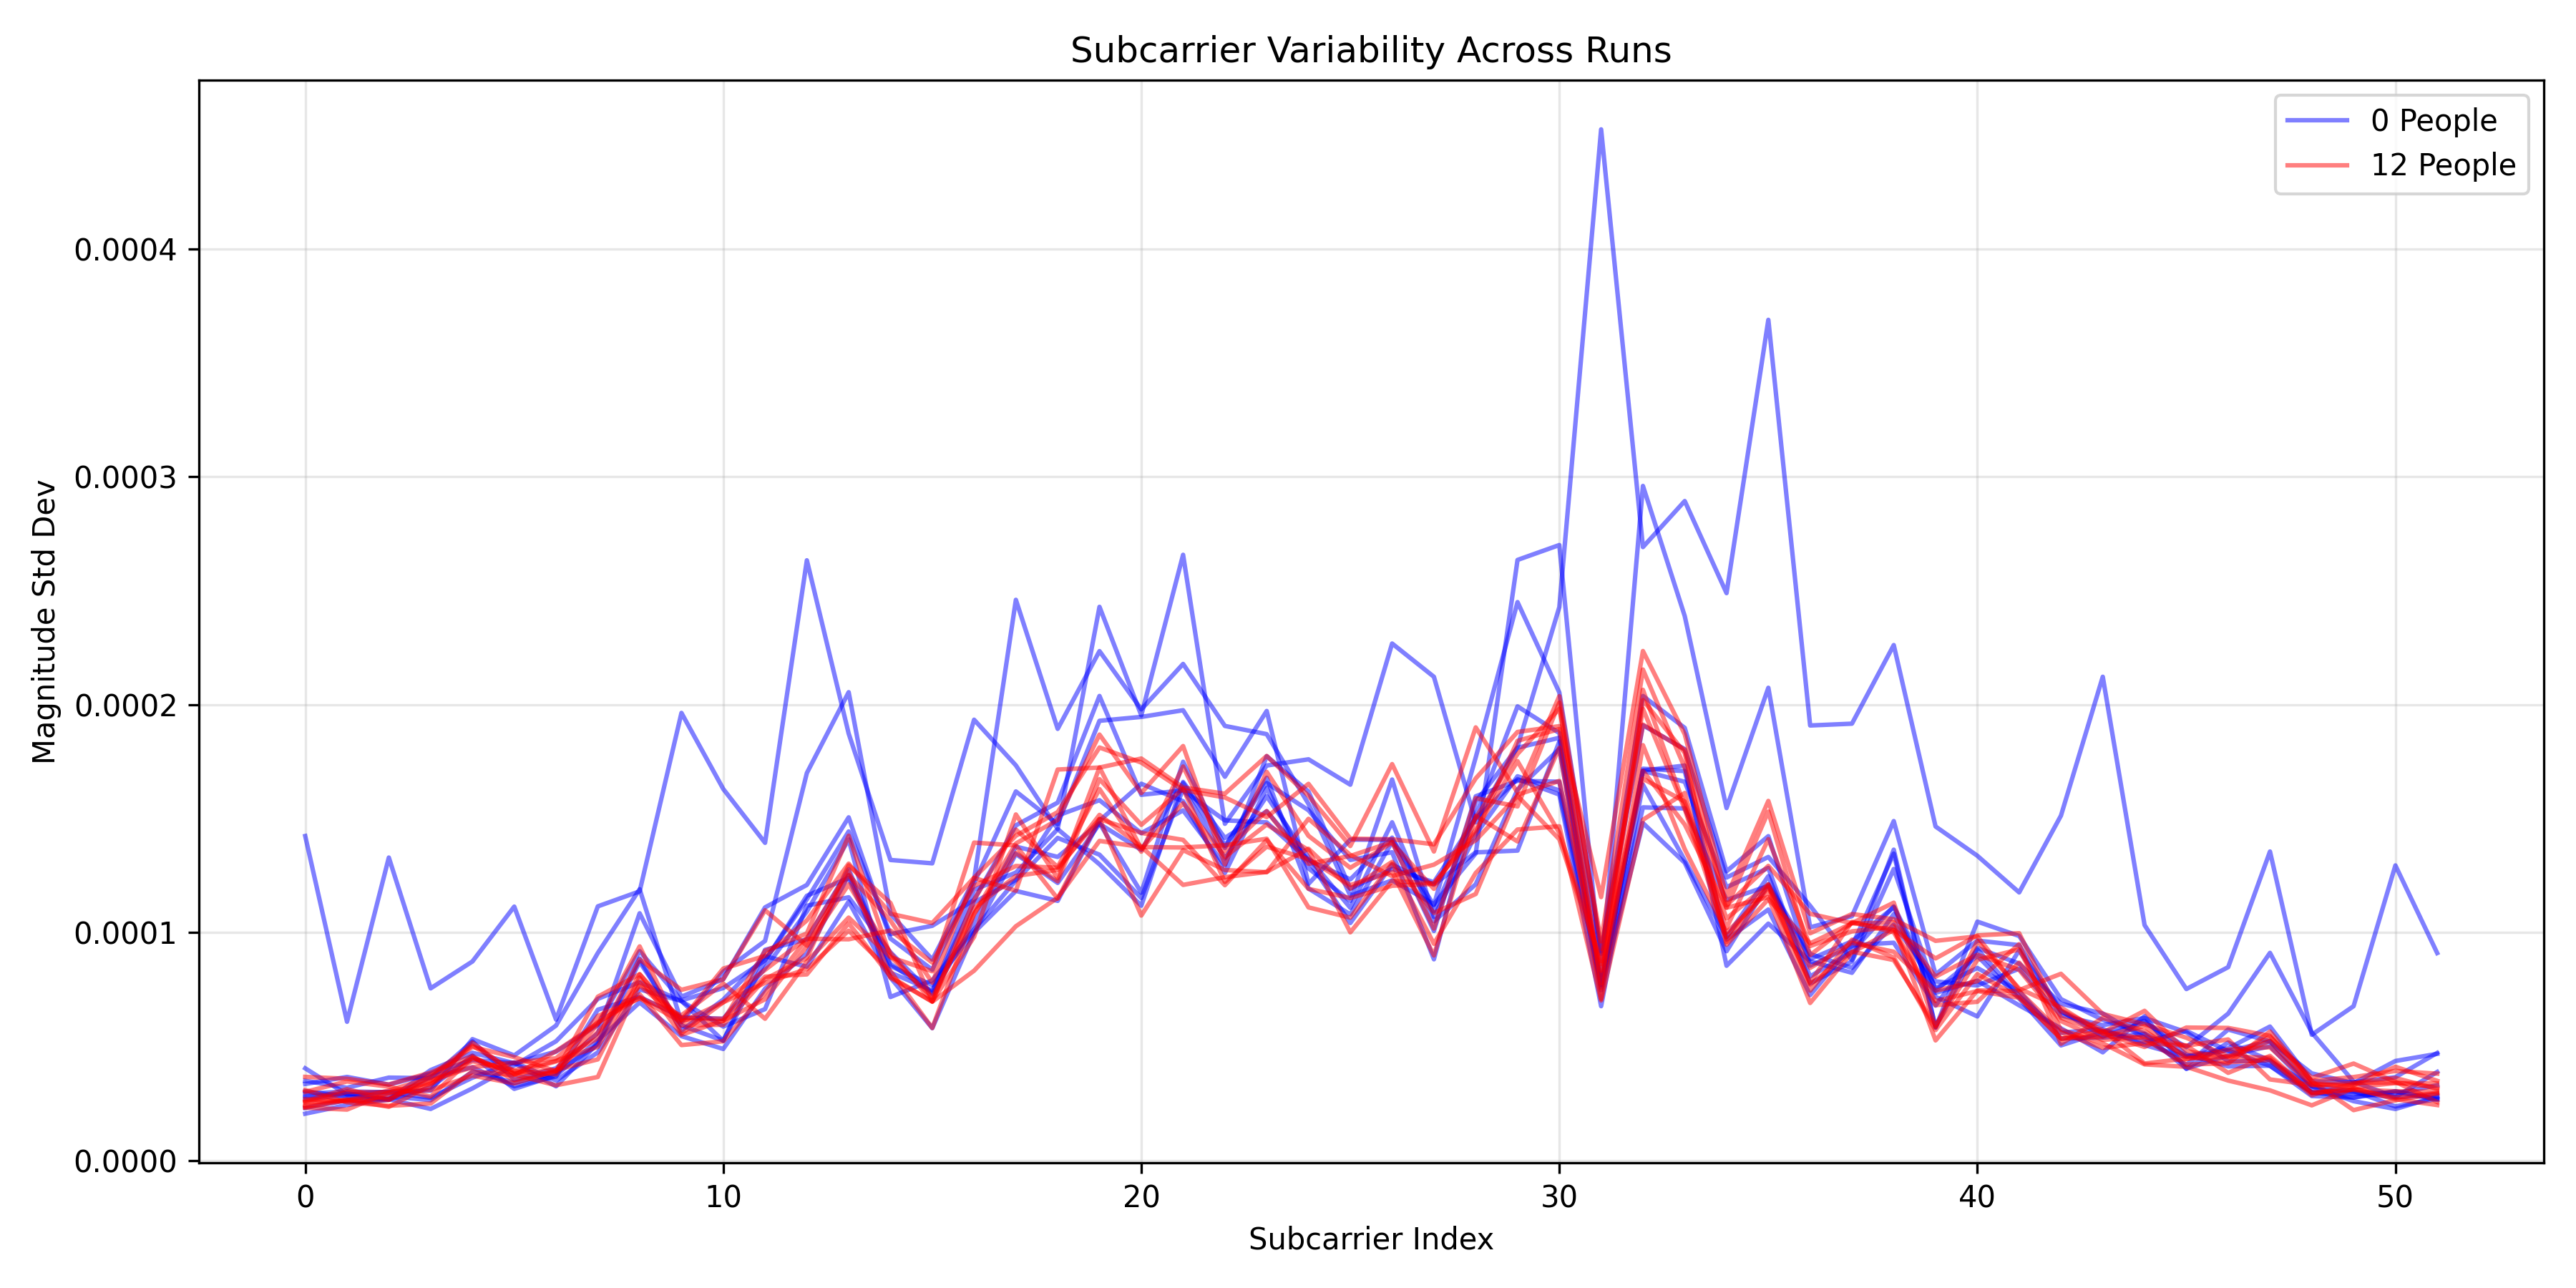 Subcarrier Variability Across Runs
0 People
12 People
Magnitude Std Dev
0.0004
0.0003
0.0002
0.0001
0.0000
0 10 20 30 40 50
Subcarrier Index